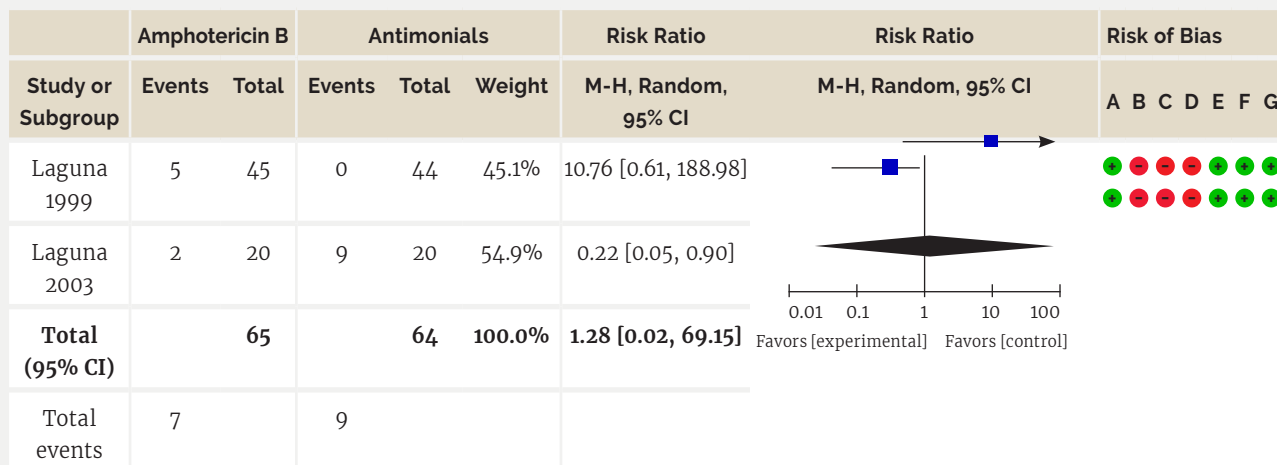 Amphotericin B Antimonials Risk Ratio Risk Ratio Risk of Bias
Study or Subgroup Events Total Events Total Weight M-H, Random, 95% CI M-H, Random, 95% CI A B C D E F G
Laguna 1999 5 45 0 44 45.1% 10.76 [0.61, 188.98] + - - - + + +
+ - - - + + +
Laguna 2003 2 20 9 20 54.9% 0.22 [0.05, 0.90]
0.01 0.1 1 10 100
Total (95% CI) 65 64 100.0% 1.28 [0.02, 69.15] Favors [experimental] Favors [control]
Total events 7 9